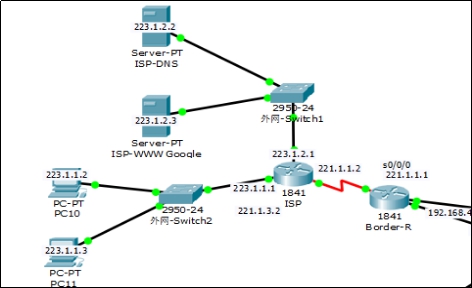 223.1.2.2
Server-PT
ISP-DNS
223.1.2.3
Server-PT
ISP-WWW Google
2950-24
外网-Switch1
223.1.2.1
223.1.1.2
PC-PT
PC10
2950-24
外网-Switch2
223.1.1.1
221.1.3.2
1841
ISP
221.1.1.2
s0/0/0
221.1.1.1
1841
Border-R
192.168.4
223.1.1.3
PC-PT
PC11